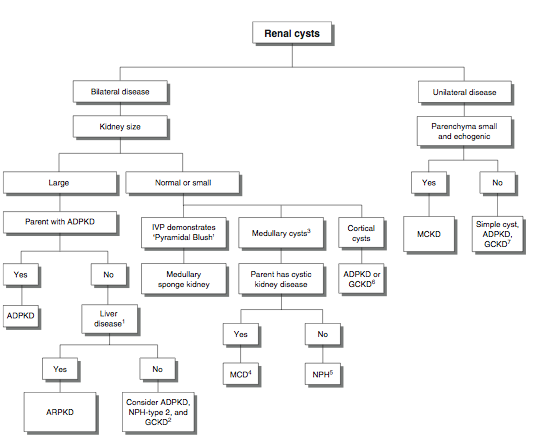 Renal cysts
Bilateral disease
Unilateral disease
Kidney size
Parenchyma small
and echogenic
Large
Normal or small
Yes
No
Parent with ADPKD
IVP demonstrates
'Pyramidal Blush'
Medullary cysts³
Cortical
cysts
MCKD
Simple cyst,
ADPKD,
GCKD⁷
Yes
No
Medullary
sponge kidney
Parent has cystic
kidney disease
ADPKD or
GCKD⁶
ADPKD
Liver
disease¹
Yes
No
Yes
No
MCD⁴
NPH⁵
ARPKD
Consider ADPKD,
NPH-type 2, and
GCKD²